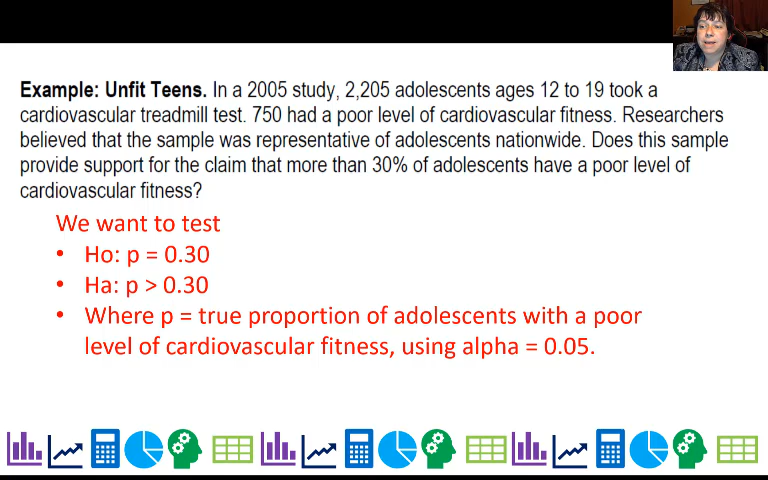 Example: Unfit Teens. In a 2005 study, 2,205 adolescents ages 12 to 19 took a
cardiovascular treadmill test. 750 had a poor level of cardiovascular fitness. Researchers
believed that the sample was representative of adolescents nationwide. Does this sample
provide support for the claim that more than 30% of adolescents have a poor level of
cardiovascular fitness?
We want to test
• Ho: p = 0.30
• Ha: p > 0.30
• Where p = true proportion of adolescents with a poor
level of cardiovascular fitness, using alpha = 0.05.